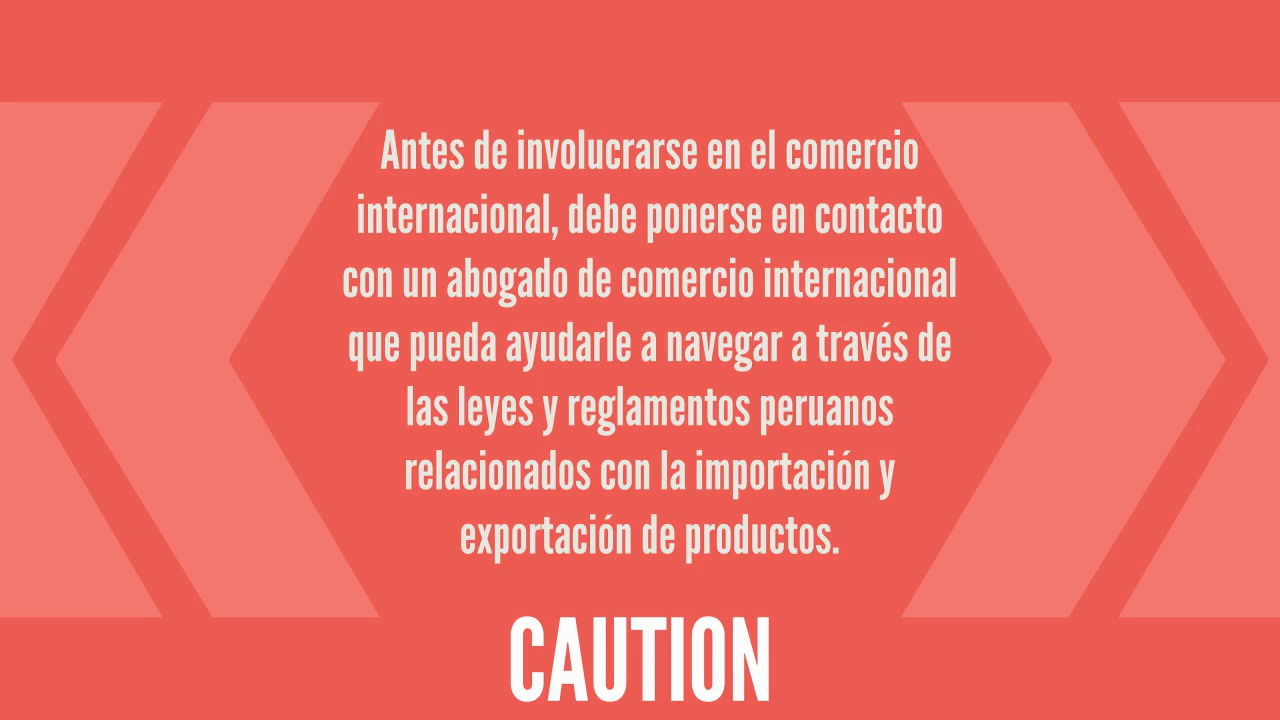 Antes de involucrarse en el comercio
internacional, debe ponerse en contacto
con un abogado de comercio internacional
que pueda ayudarle a navegar a través de
las leyes y reglamentos peruanos
relacionados con la importación y
exportación de productos.
CAUTION